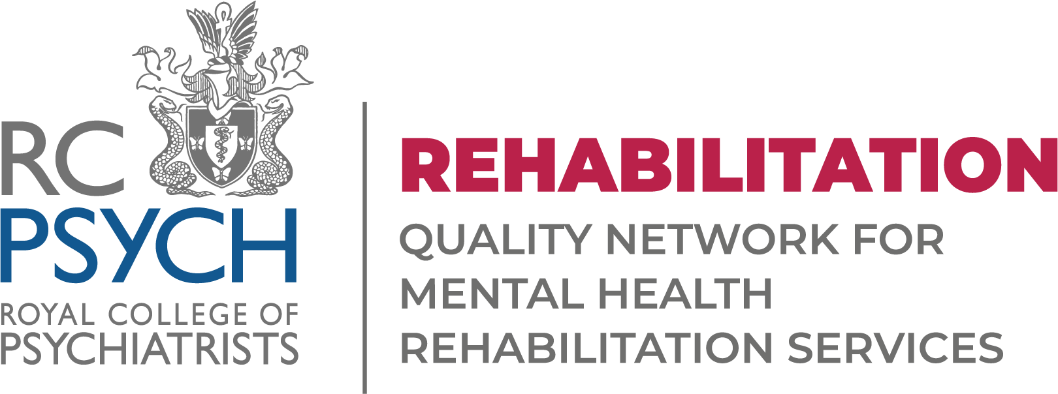 RC
PSYCH
ROYAL COLLEGE OF
PSYCHIATRISTS
REHABILITATION
QUALITY NETWORK FOR
MENTAL HEALTH
REHABILITATION SERVICES